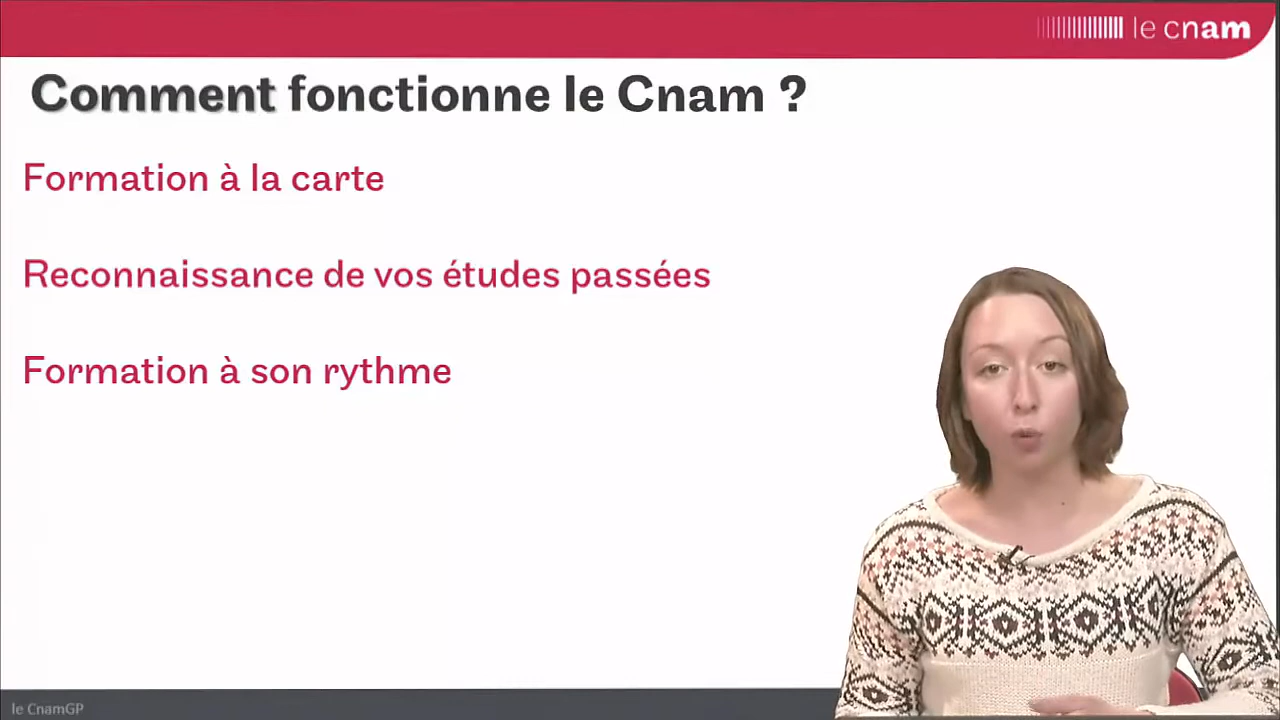 le cnam
Comment fonctionne le Cnam ?
Formation à la carte
Reconnaissance de vos études passées
Formation à son rythme
le CnamGP